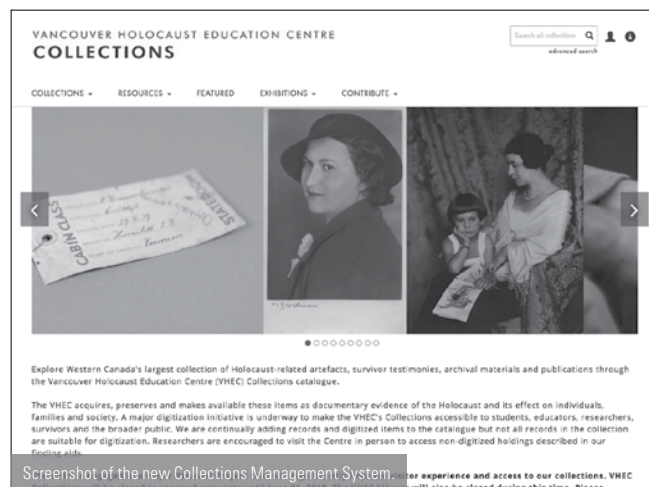 VANCOUVER HOLOCAUST EDUCATION CENTRE
COLLECTIONS
Search all collection
advanced search
COLLECTIONS
RESOURCES
FEATURED
EXHIBITIONS
CONTRIBUTE
CABIN CLASS
STATEROOM
Explore Western Canada's largest collection of Holocaust-related artefacts, survivor testimonies, archival materials and publications through
the Vancouver Holocaust Education Centre (VHEC) Collections catalogue.
The VHEC acquires, preserves and makes available these items as documentary evidence of the Holocaust and its effect on individuals,
families and society. A major digitization initiative is underway to make the VHEC's Collections accessible to students, educators, researchers,
survivors and the broader public. We are continually adding records and digitized items to the catalogue but not all records in the collection
are suitable for digitization. Researchers are encouraged to visit the Centre in person to access non-digitized holdings described in our
finding aids.
visitor experience and access to our collections, VHEC
Screenshot of the new Collections Management System